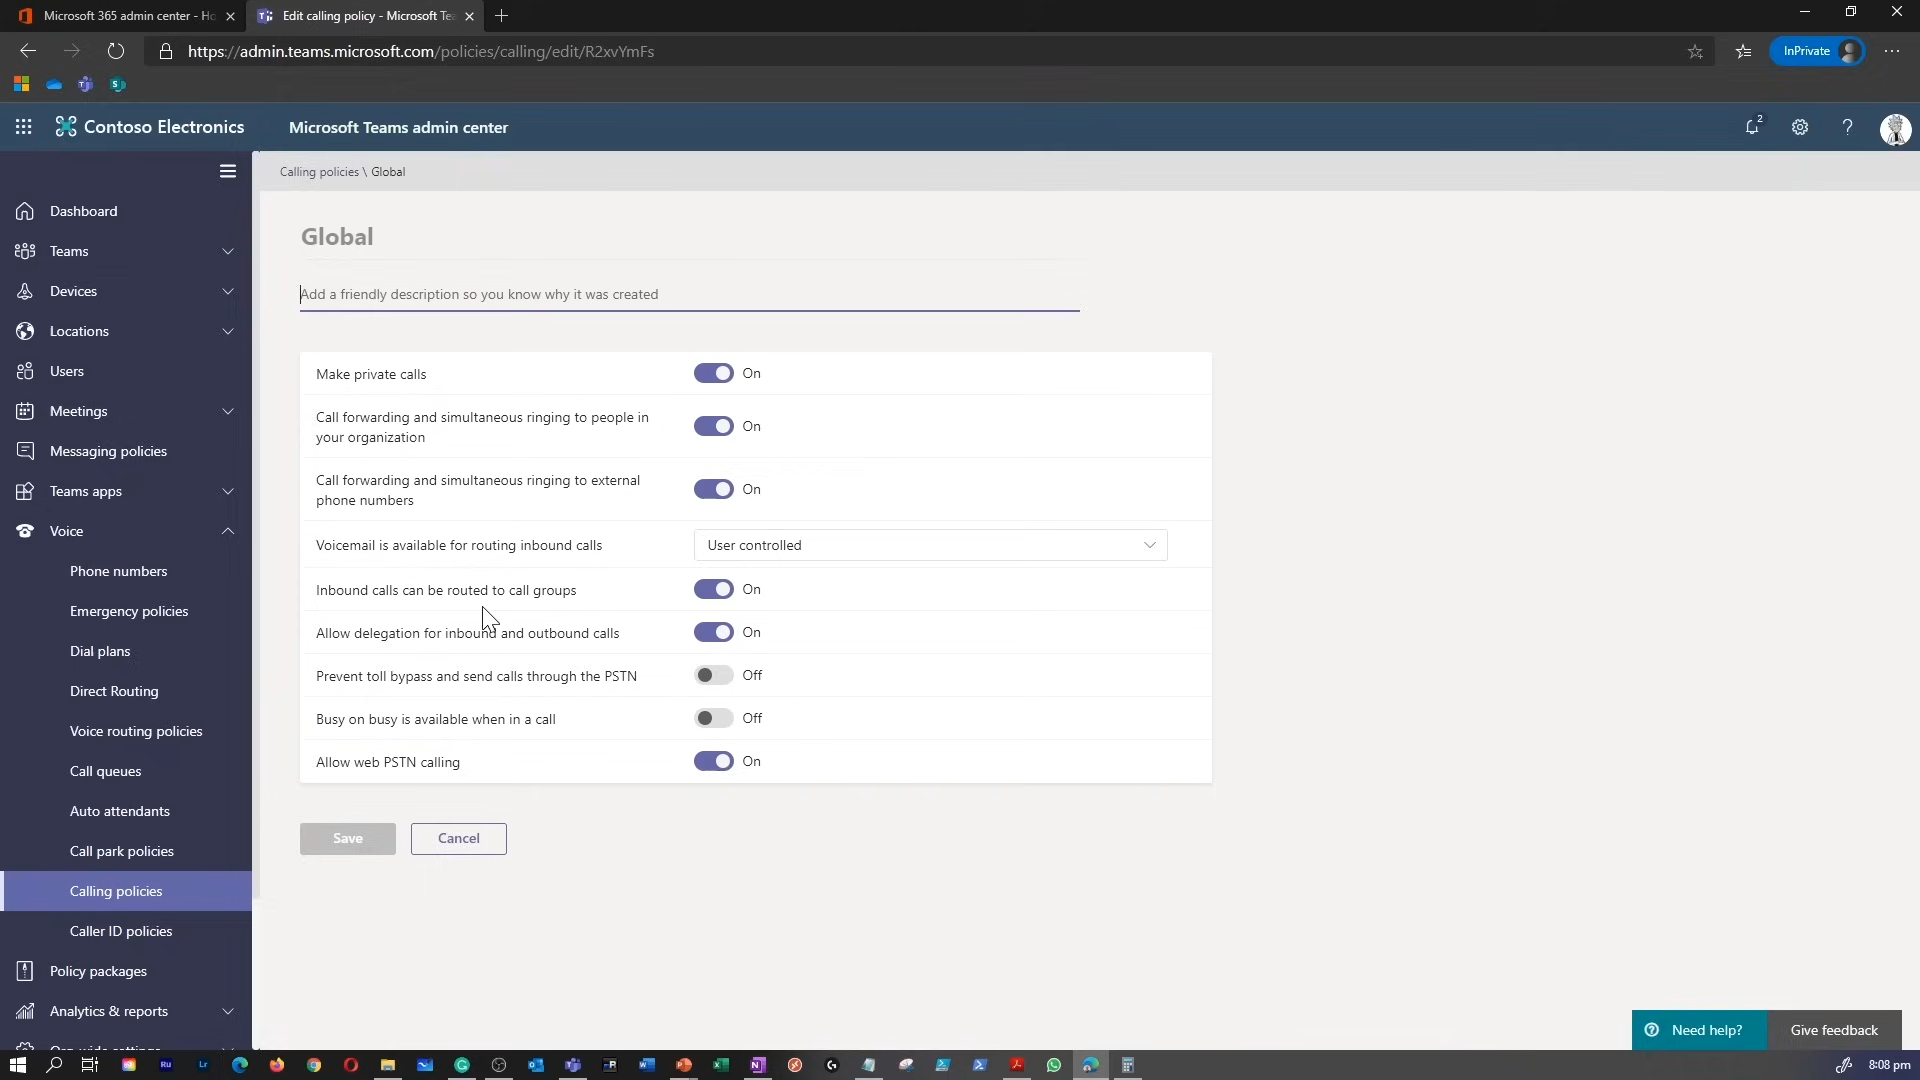 Microsoft 365 admin center - Ho
Edit calling policy - Microsoft Tea
https://admin.teams.microsoft.com/policies/calling/edit/R2xvYmFs
InPrivate
Contoso Electronics
Microsoft Teams admin center
2
?
Calling policies \ Global
Dashboard
Teams
Devices
Locations
Users
Meetings
Messaging policies
Teams apps
Voice
Phone numbers
Emergency policies
Dial plans
Direct Routing
Voice routing policies
Call queues
Auto attendants
Call park policies
Calling policies
Caller ID policies
Policy packages
Analytics & reports
Org-wide settings
Global
Add a friendly description so you know why it was created
Make private calls
On
Call forwarding and simultaneous ringing to people in
your organization
On
Call forwarding and simultaneous ringing to external
phone numbers
On
Voicemail is available for routing inbound calls
User controlled
Inbound calls can be routed to call groups
On
Allow delegation for inbound and outbound calls
On
Prevent toll bypass and send calls through the PSTN
Off
Busy on busy is available when in a call
Off
Allow web PSTN calling
On
Save
Cancel
Need help?
Give feedback
Ru
Lr
8:08 pm